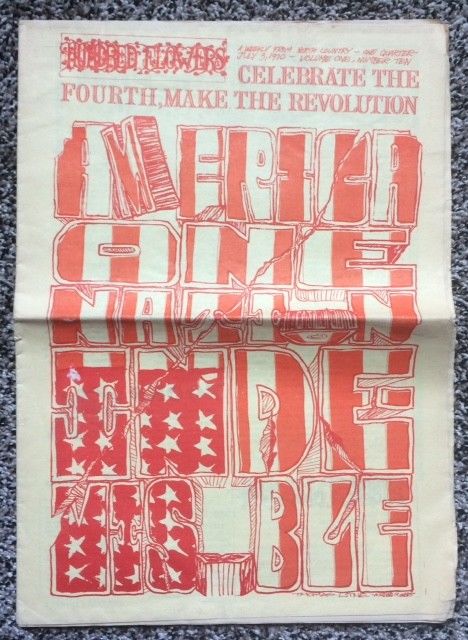 HUNDRED FLOWERS
A WEEKLY FROM NORTH COUNTRY – ONE QUARTER–
JULY 3, 1970 – VOLUME ONE, NUMBER TEN
CELEBRATE THE
FOURTH, MAKE THE REVOLUTION
AMERICA
ONE
NATION
INDE
VIS BLE